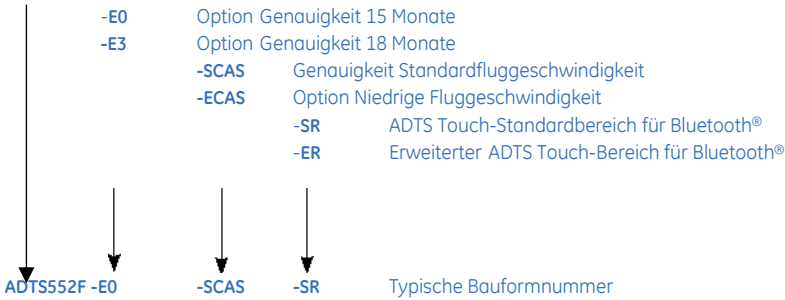 -E0 Option Genauigkeit 15 Monate
-E3 Option Genauigkeit 18 Monate
-SCAS Genauigkeit Standardfluggeschwindigkeit
-ECAS Option Niedrige Fluggeschwindigkeit
-SR ADTS Touch-Standardbereich für Bluetooth®
-ER Erweiterter ADTS Touch-Bereich für Bluetooth®
ADTS552F -E0 -SCAS -SR Typische Bauformnummer